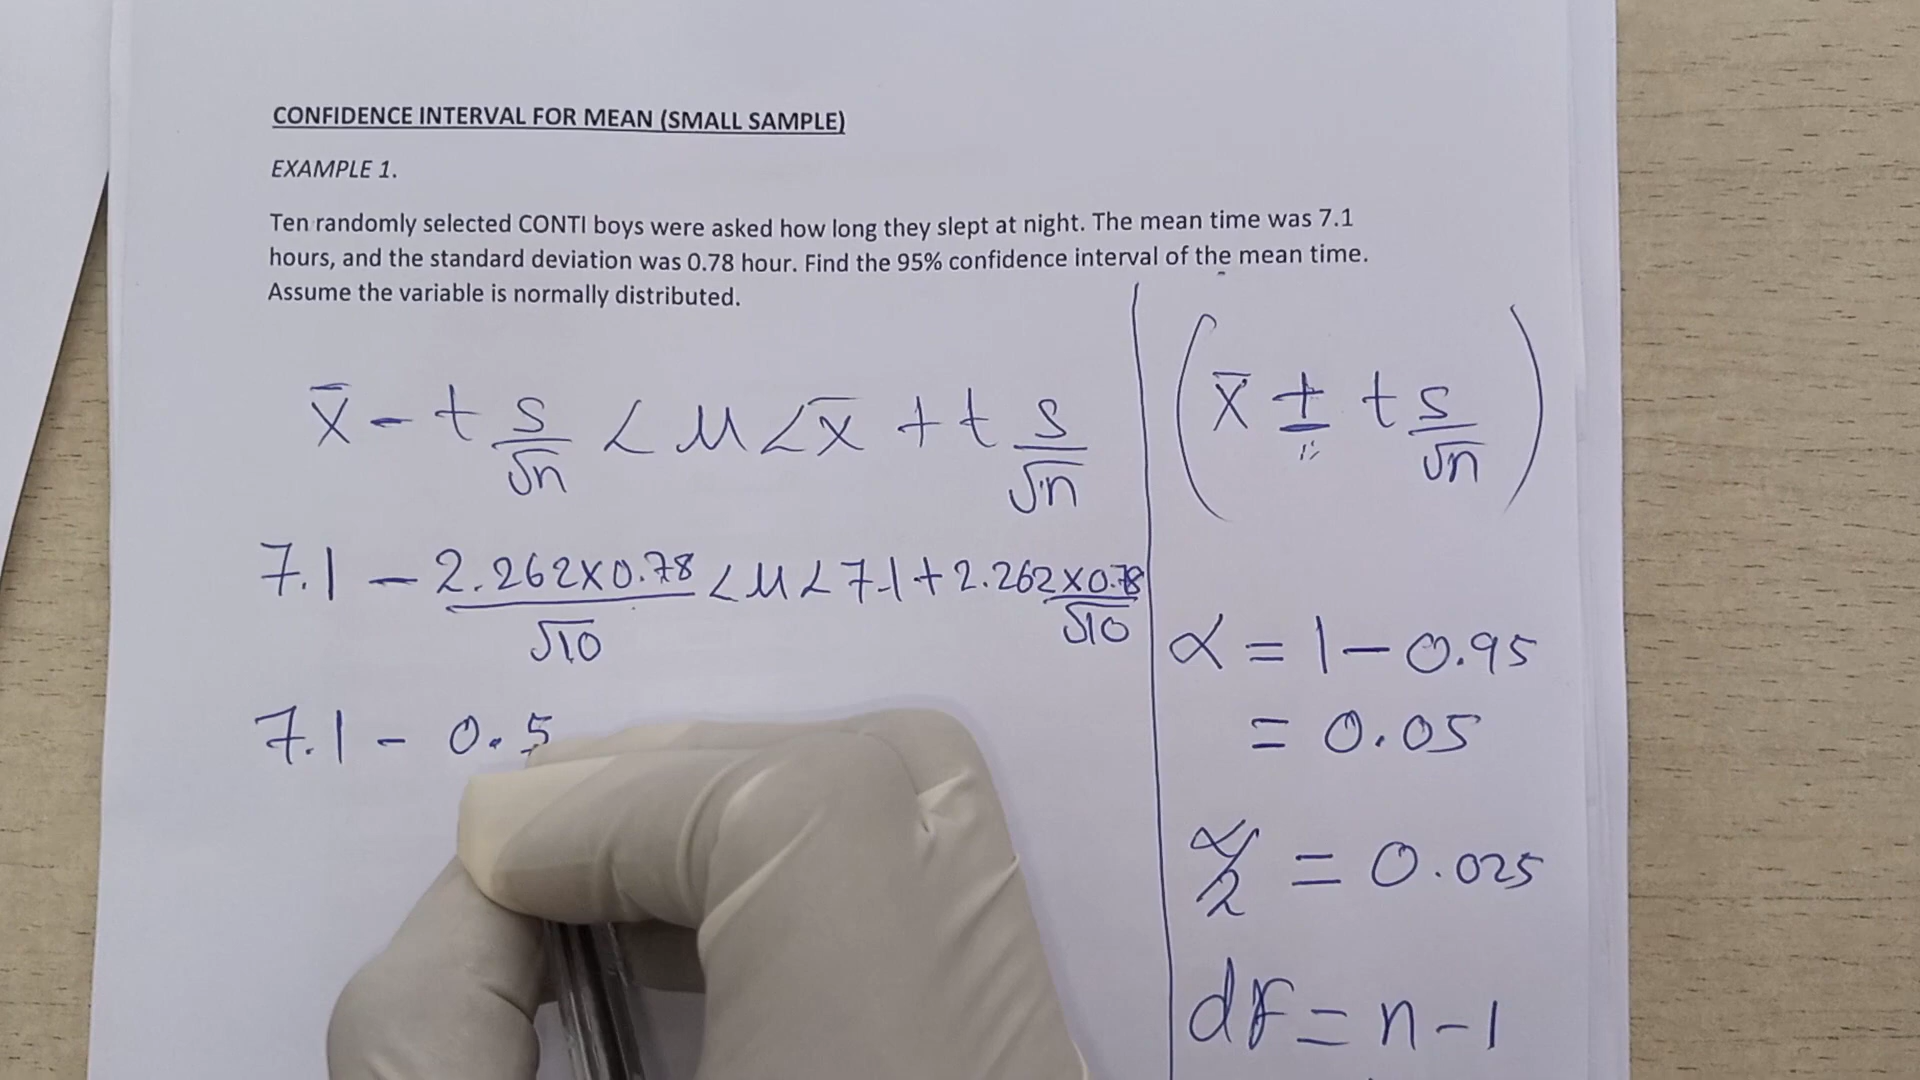 CONFIDENCE INTERVAL FOR MEAN (SMALL SAMPLE)
EXAMPLE 1.
Ten randomly selected CONTI boys were asked how long they slept at night. The mean time was 7.1
hours, and the standard deviation was 0.78 hour. Find the 95% confidence interval of the mean time.
Assume the variable is normally distributed.
x̄ - t s/√n < μ < x̄ + t s/√n
7.1 - 2.262×0.78/√10 < μ < 7.1 + 2.262×0.78/√10
7.1 - 0.5
(x̄ ± t s/√n)
α = 1 - 0.95
= 0.05
α/2 = 0.025
df = n - 1